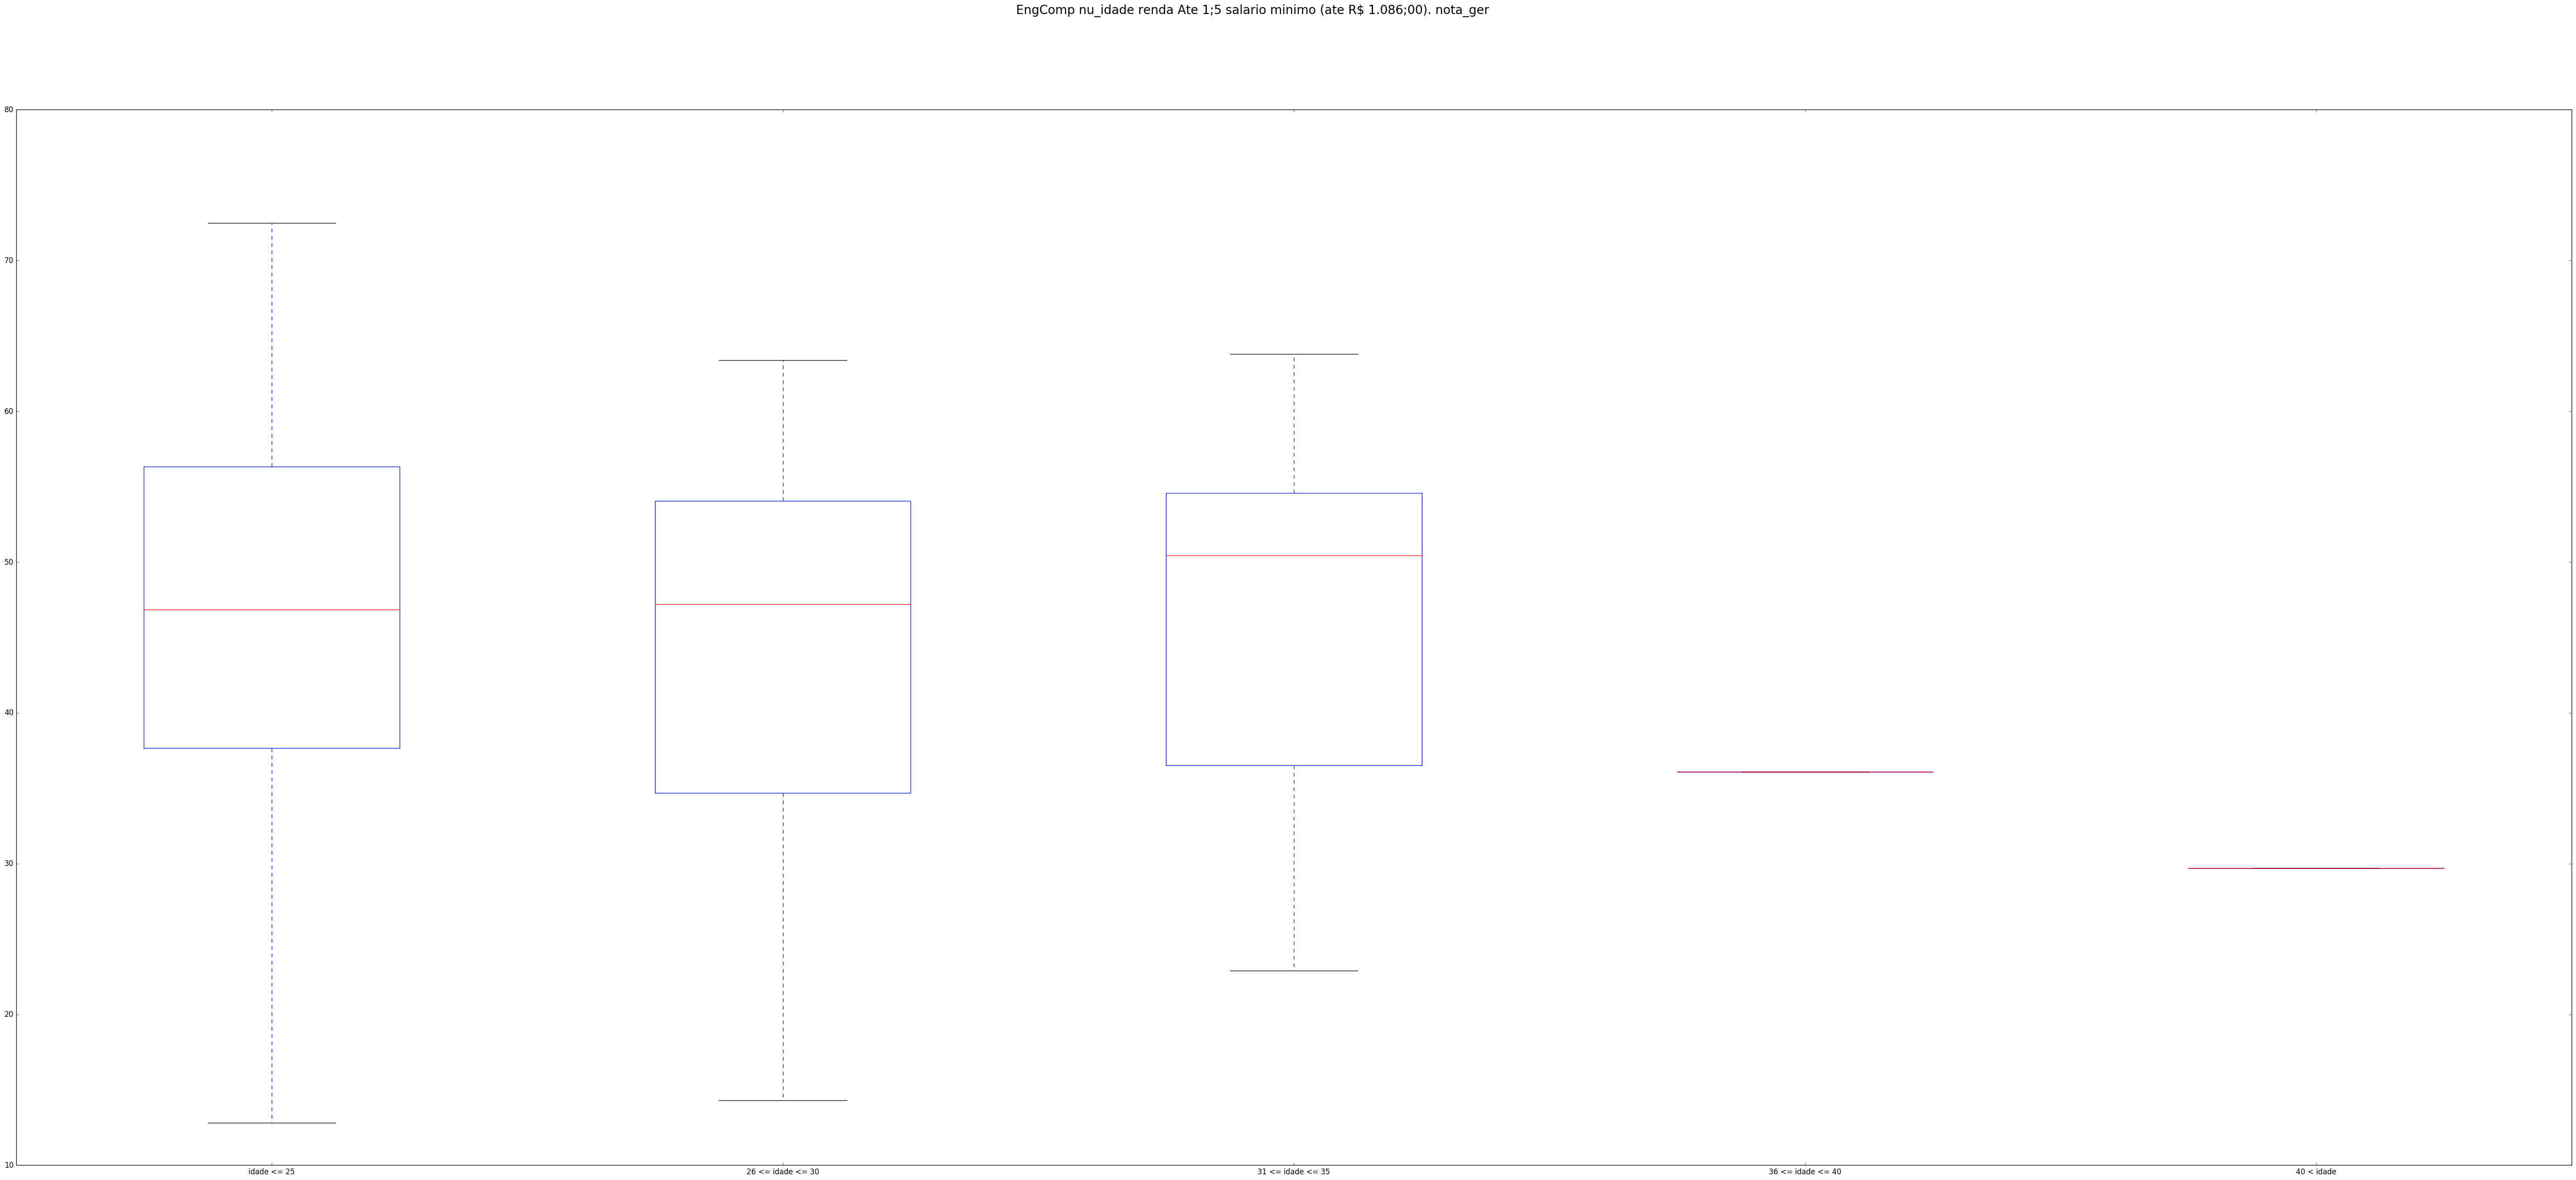 EngComp nu_idade renda Ate 1;5 salario minimo (ate R$ 1.086;00). nota_ger
80
70
60
50
40
30
20
10
idade <= 25
26 <= idade <= 30
31 <= idade <= 35
36 <= idade <= 40
40 < idade